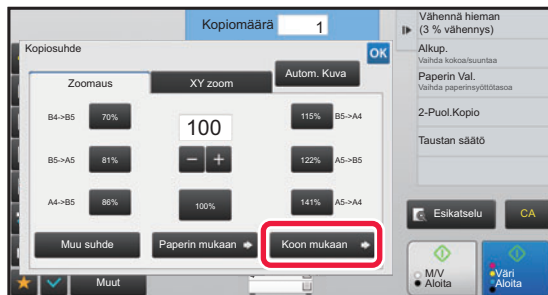 Kopiomäärä 1
Kopiosuhde
OK
Zoomaus
XY zoom
Autom. Kuva
B4->B5 70%
B5->A5 81%
A4->B5 86%
100
100%
115% B5->A4
122% A5->B5
141% A5->A4
Muu suhde
Paperin mukaan
Koon mukaan
Muut
Vähennä hieman
(3 % vähennys)
Alkup.
Vaihda kokoa/suuntaa
Paperin Val.
Vaihda paperinsyöttötasoa
2-Puol.Kopio
Taustan säätö
Esikatselu
CA
M/V
Aloita
Väri
Aloita